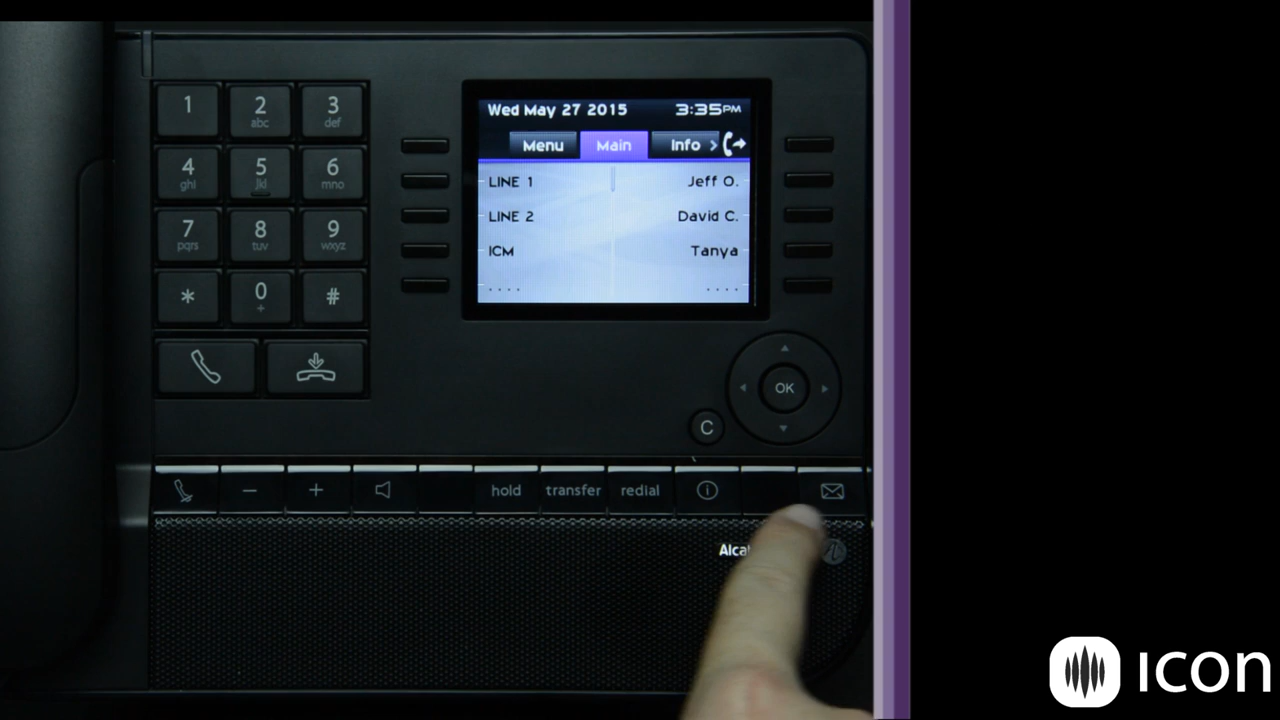 Wed May 27 2015 3:35PM
Menu Main Info >
LINE 1 Jeff O.
LINE 2 David C.
ICM Tanya
.... ....
1 2 abc 3 def
4 ghi 5 jkl 6 mno
7 pqrs 8 tuv 9 wxyz
* 0 + #
OK
C
− + hold transfer redial i
Alca
icon